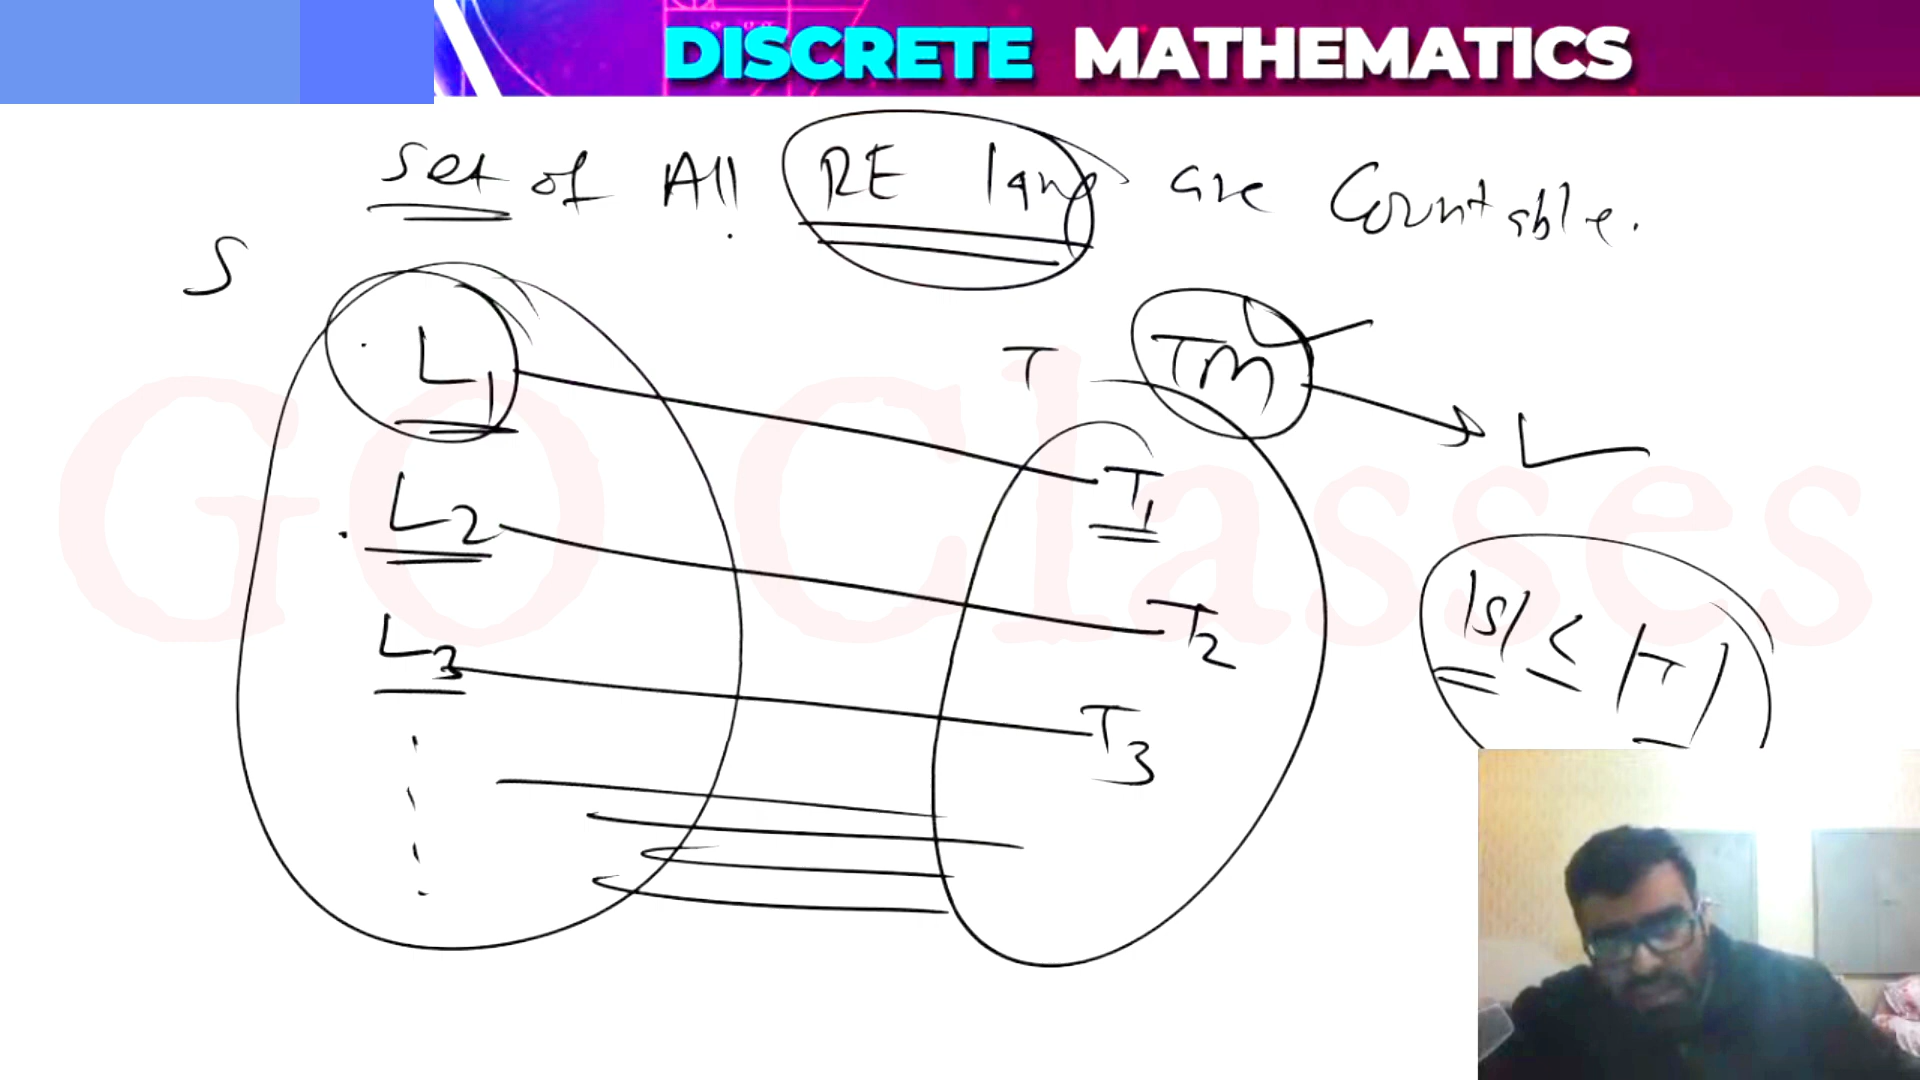 DISCRETE MATHEMATICS
Set of All RE lang are Countable.
S
L1
T
TM
L
L2
T1
L3
T2
|S| ≤ |T|
T3
GO Classes